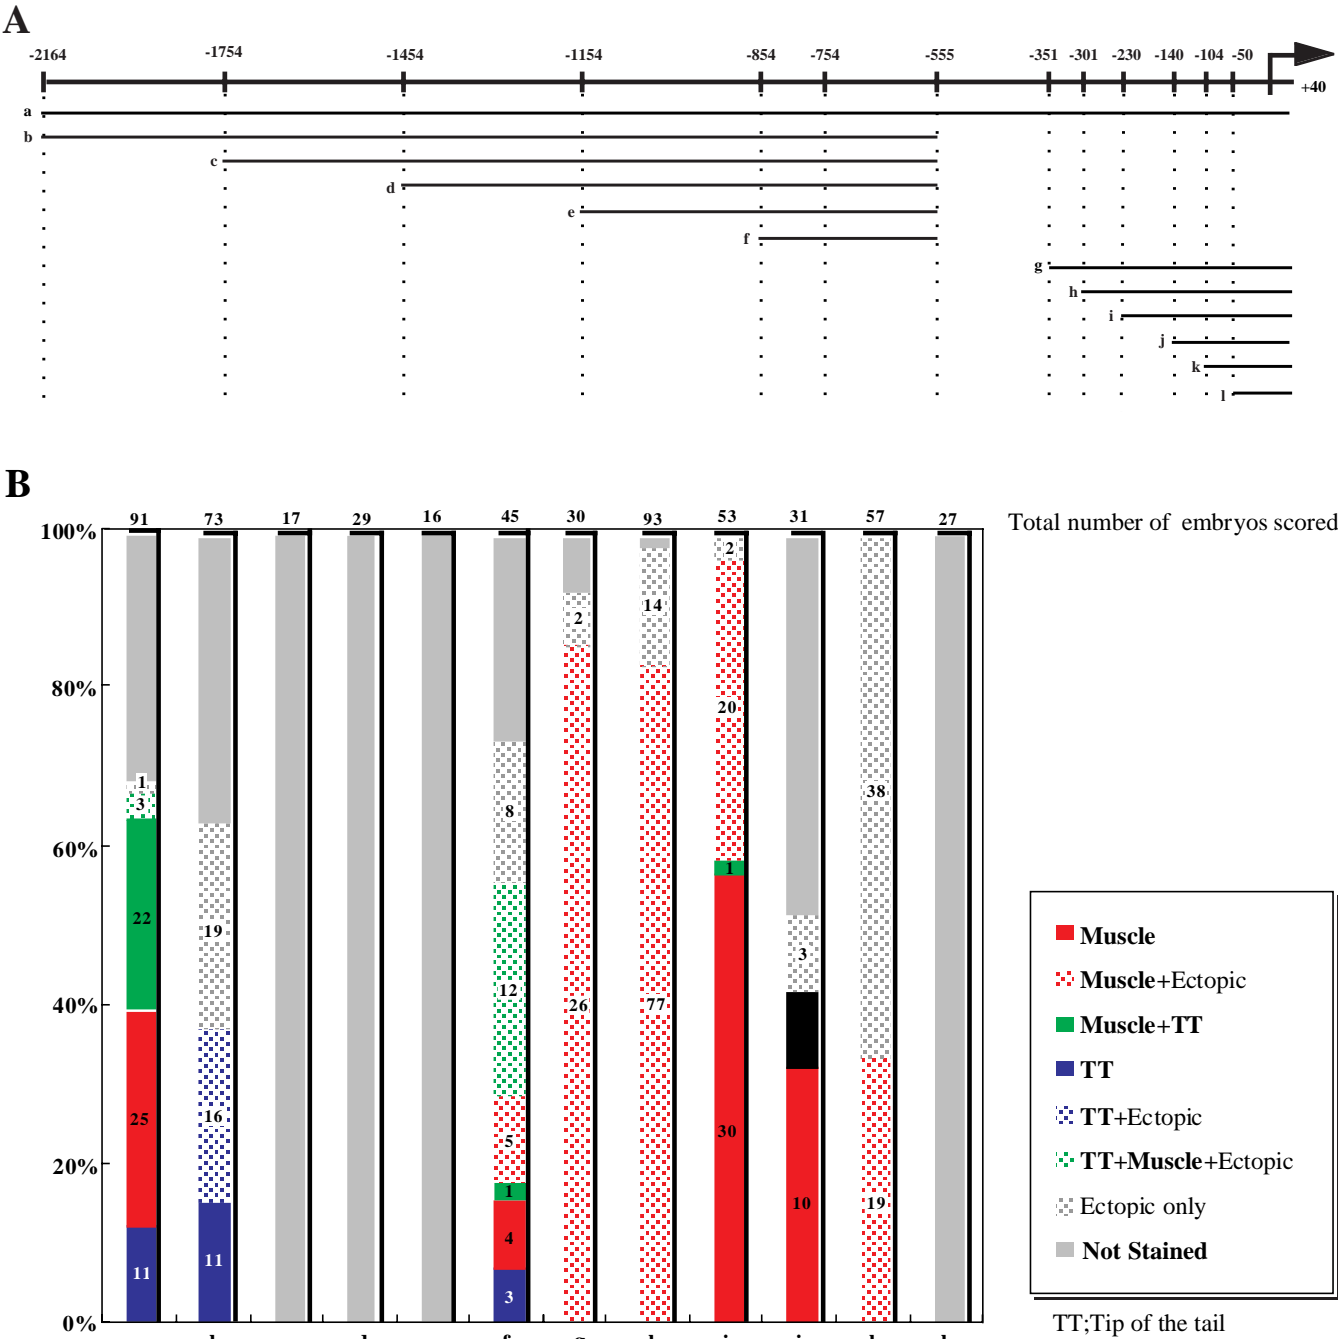 A
-2164 -1754 -1454 -1154 -854 -754 -555 -351 -301 -230 -140 -104 -50
+40
a
b
c
d
e
f
g
h
i
j
k
l
B
91 73 17 29 16 45 30 93 53 31 57 27
Total number of embryos scored
100%
80%
60%
40%
20%
0%
1
3
22
25
11
19
16
11
8
12
5
1
4
3
2
26
14
77
2
20
1
30
3
10
38
19
Muscle
Muscle+Ectopic
Muscle+TT
TT
TT+Ectopic
TT+Muscle+Ectopic
Ectopic only
Not Stained
TT;Tip of the tail